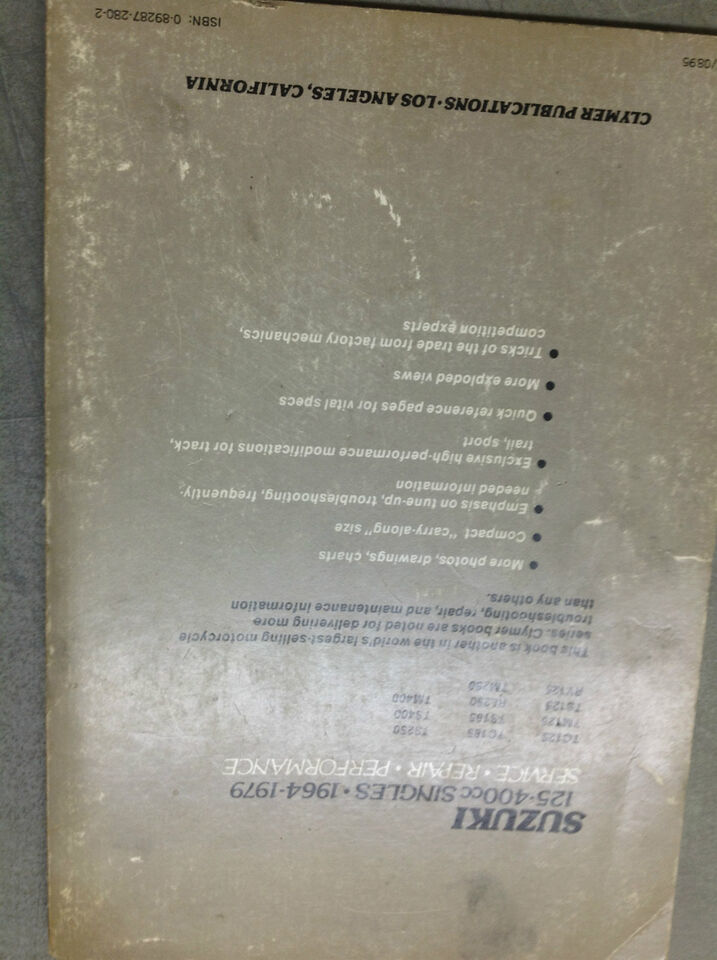 SUZUKI
125-400cc SINGLES • 1964-1979
SERVICE • REPAIR • PERFORMANCE
TC125 TC185 TS250
TM125 TS185 TS400
TS125 RL250 TM400
RV125 TM250
This book is another in the world's largest-selling motorcycle
series. Clymer books are noted for delivering more
troubleshooting, repair, and maintenance information
than any others.
• More photos, drawings, charts
• Compact "carry-along" size
• Emphasis on tune-up, troubleshooting, frequently-
needed information
• Exclusive high-performance modifications for track,
trail, sport
• Quick reference pages for vital specs
• More exploded views
• Tricks of the trade from factory mechanics,
competition experts
CLYMER PUBLICATIONS • LOS ANGELES, CALIFORNIA
/0895
ISBN: 0-89287-280-2